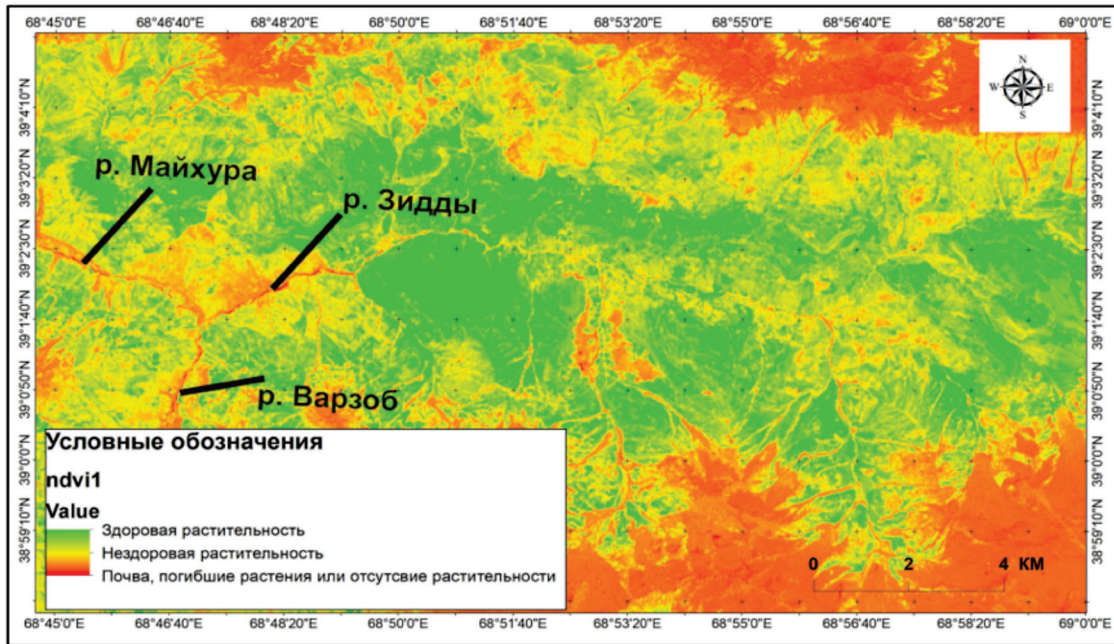 68°45'0"E 68°46'40"E 68°48'20"E 68°50'0"E 68°51'40"E 68°53'20"E 68°55'0"E 68°56'40"E 68°58'20"E 69°0'0"E
N
W E
S
39°4'10"N 39°4'10"N
39°3'20"N 39°3'20"N
р. Майхура
р. Зидды
39°2'30"N 39°2'30"N
39°1'40"N 39°1'40"N
39°0'50"N 39°0'50"N
р. Варзоб
39°0'0"N 39°0'0"N
Условные обозначения
ndvi1
Value
Здоровая растительность
Нездоровая растительность
Почва, погибшие растения или отсутсвие растительности
38°59'10"N 38°59'10"N
0 2 4 КМ
68°45'0"E 68°46'40"E 68°48'20"E 68°50'0"E 68°51'40"E 68°53'20"E 68°55'0"E 68°56'40"E 68°58'20"E 69°0'0"E